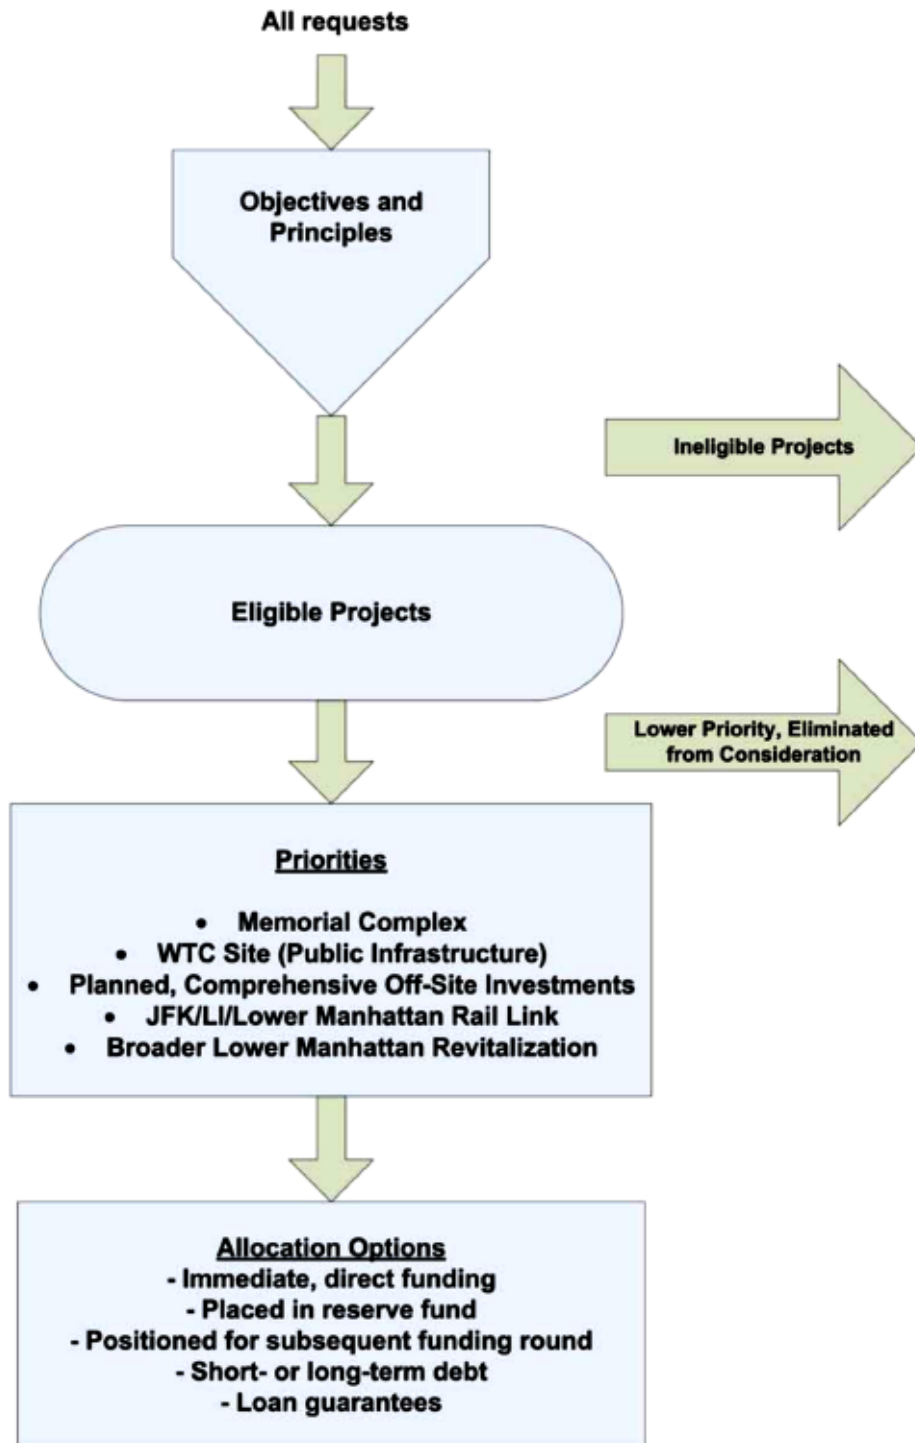 All requests
Objectives and
Principles
Ineligible Projects
Eligible Projects
Lower Priority, Eliminated
from Consideration
Priorities
• Memorial Complex
• WTC Site (Public Infrastructure)
• Planned, Comprehensive Off-Site Investments
• JFK/LI/Lower Manhattan Rail Link
• Broader Lower Manhattan Revitalization
Allocation Options
- Immediate, direct funding
- Placed in reserve fund
- Positioned for subsequent funding round
- Short- or long-term debt
- Loan guarantees